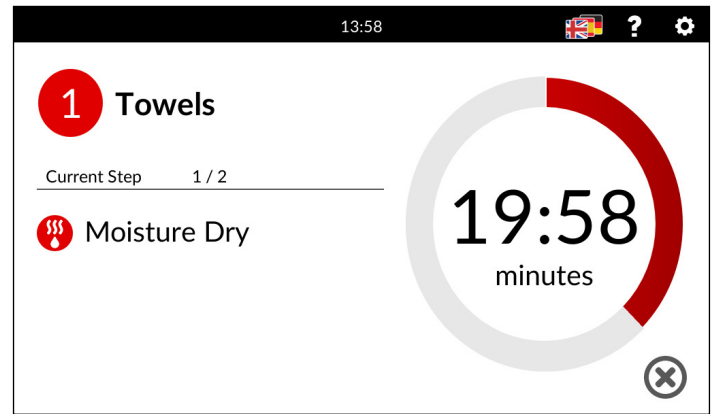 13:58
?
1 Towels
Current Step 1 / 2
Moisture Dry
19:58
minutes